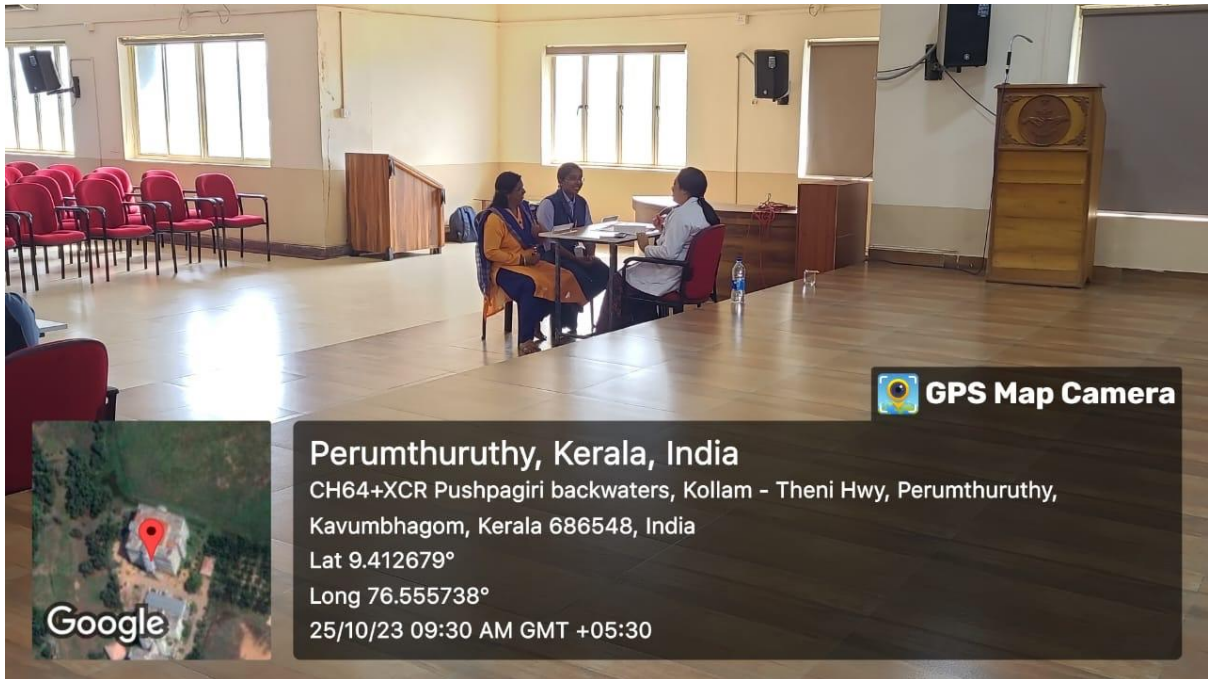 GPS Map Camera
Perumthuruthy, Kerala, India
CH64+XCR Pushpagiri backwaters, Kollam - Theni Hwy, Perumthuruthy,
Kavumbhagom, Kerala 686548, India
Lat 9.412679°
Long 76.555738°
25/10/23 09:30 AM GMT +05:30
Google